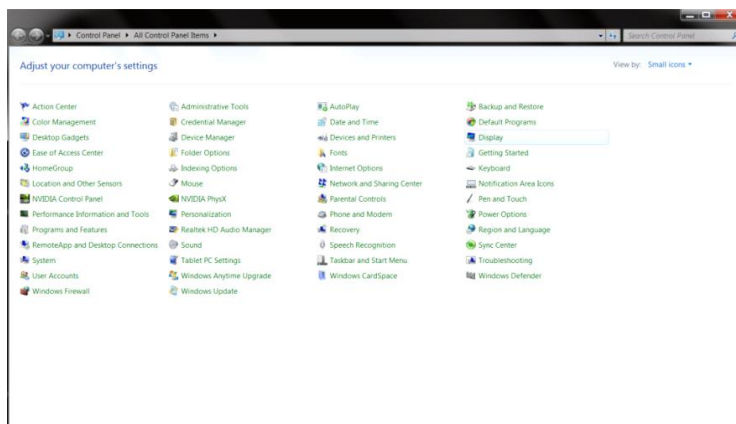 Control Panel ▸ All Control Panel Items ▸
Search Control Panel
Adjust your computer's settings
View by: Small icons
Action Center Administrative Tools AutoPlay Backup and Restore
Color Management Credential Manager Date and Time Default Programs
Desktop Gadgets Device Manager Devices and Printers Display
Ease of Access Center Folder Options Fonts Getting Started
HomeGroup Indexing Options Internet Options Keyboard
Location and Other Sensors Mouse Network and Sharing Center Notification Area Icons
NVIDIA Control Panel NVIDIA PhysX Parental Controls Pen and Touch
Performance Information and Tools Personalization Phone and Modem Power Options
Programs and Features Realtek HD Audio Manager Recovery Region and Language
RemoteApp and Desktop Connections Sound Speech Recognition Sync Center
System Tablet PC Settings Taskbar and Start Menu Troubleshooting
User Accounts Windows Anytime Upgrade Windows CardSpace Windows Defender
Windows Firewall Windows Update